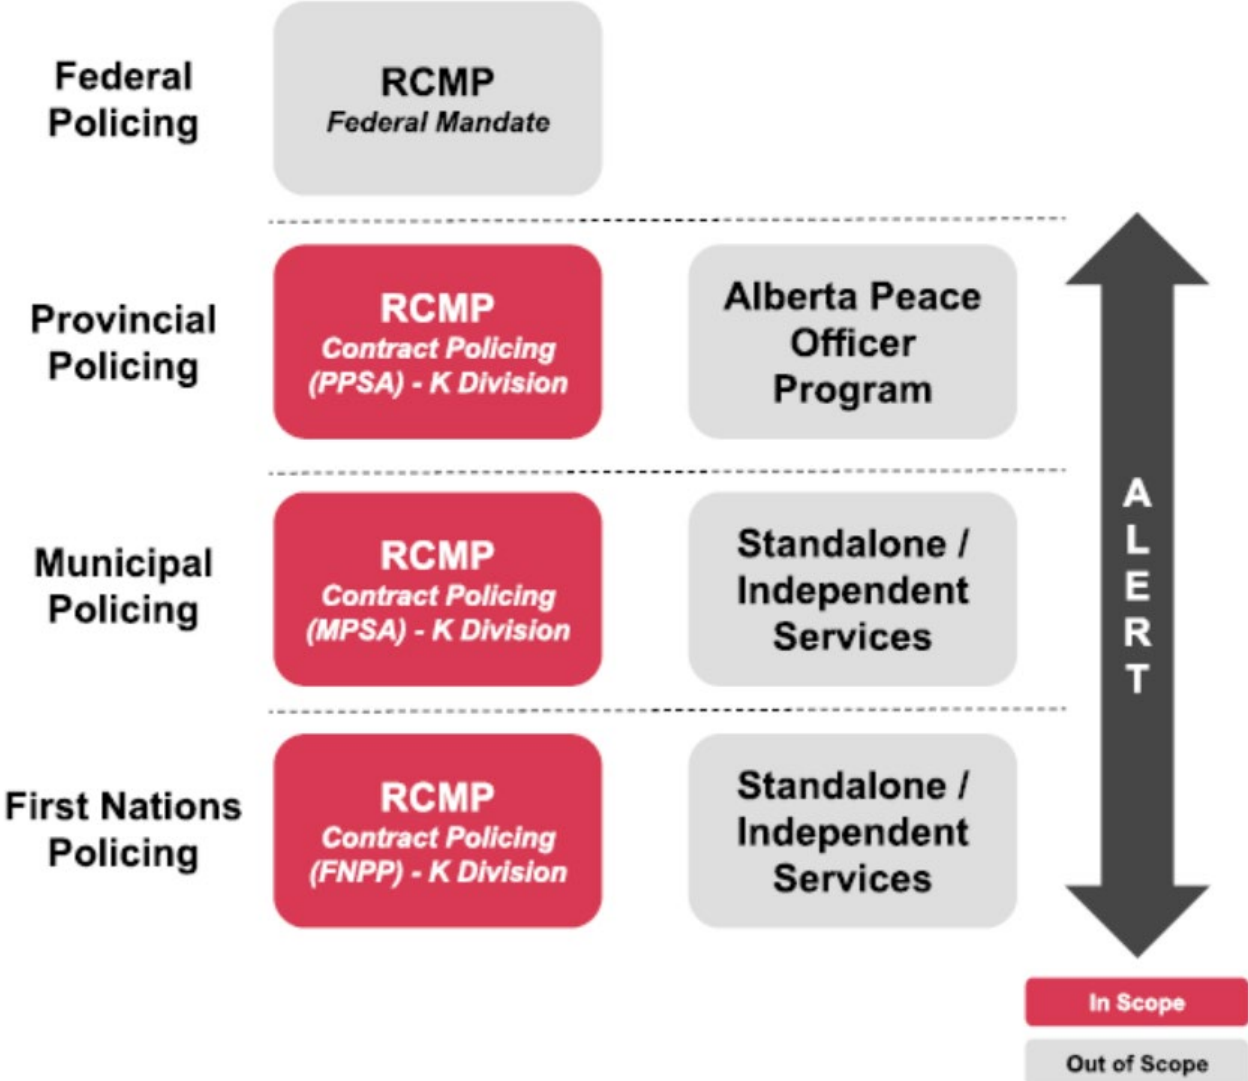 Federal
Policing
RCMP
Federal Mandate
Provincial
Policing
RCMP
Contract Policing
(PPSA) - K Division
Alberta Peace
Officer
Program
Municipal
Policing
RCMP
Contract Policing
(MPSA) - K Division
Standalone /
Independent
Services
First Nations
Policing
RCMP
Contract Policing
(FNPP) - K Division
Standalone /
Independent
Services
A
L
E
R
T
In Scope
Out of Scope